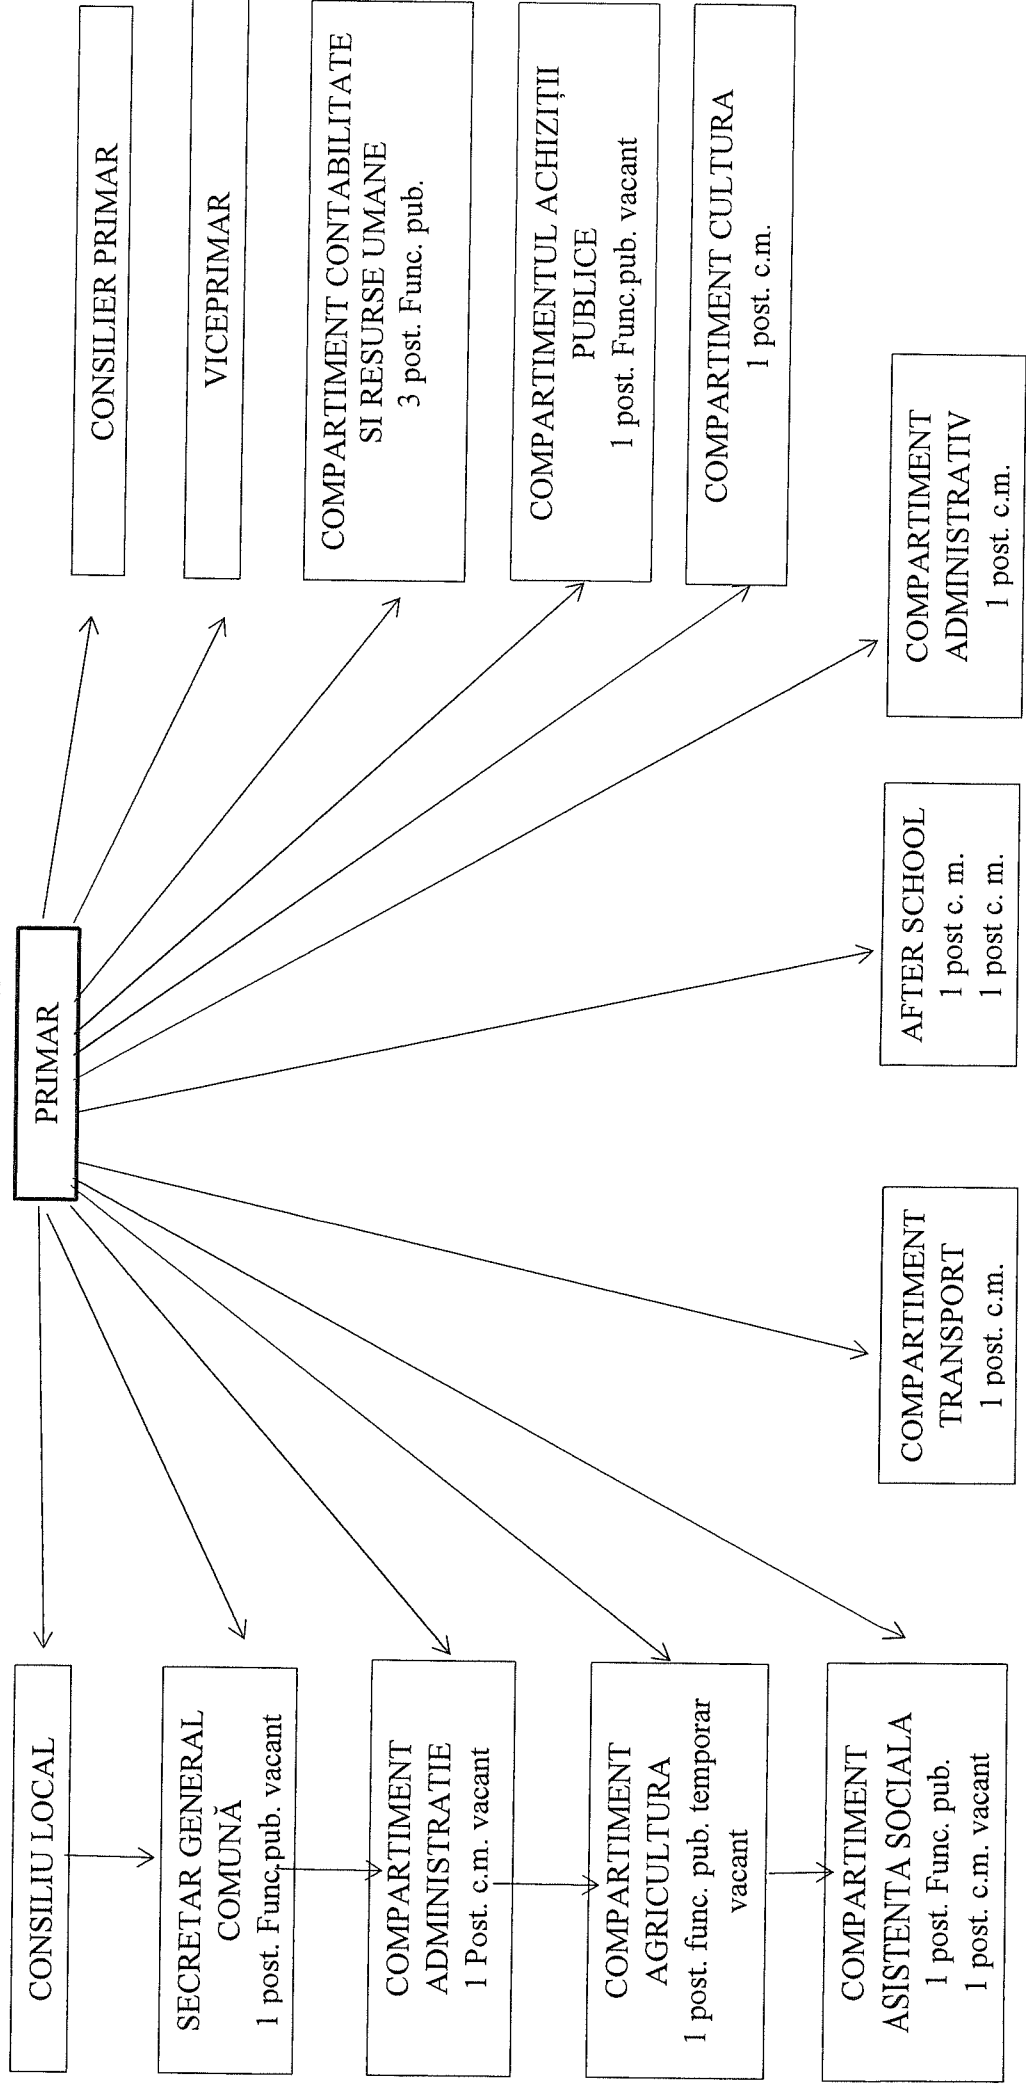 PRIMAR
CONSILIU LOCAL
SECRETAR GENERAL
COMUNĂ
1 post. Func.pub. vacant
COMPARTIMENT
ADMINISTRATIE
1 Post. c.m. vacant
COMPARTIMENT
AGRICULTURA
1 post. func. pub. temporar
vacant
COMPARTIMENT
ASISTENTA SOCIALA
1 post. Func. pub.
1 post. c.m. vacant
COMPARTIMENT
TRANSPORT
1 post. c.m.
AFTER SCHOOL
1 post c. m.
1 post c. m.
COMPARTIMENT
ADMINISTRATIV
1 post. c.m.
CONSILIER PRIMAR
VICEPRIMAR
COMPARTIMENT CONTABILITATE
SI RESURSE UMANE
3 post. Func. pub.
COMPARTIMENTUL ACHIZIŢII
PUBLICE
1 post. Func.pub. vacant
COMPARTIMENT CULTURA
1 post. c.m.